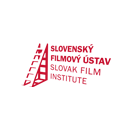 SLOVENSKÝ
FILMOVÝ ÚSTAV
SLOVAK FILM
INSTITUTE